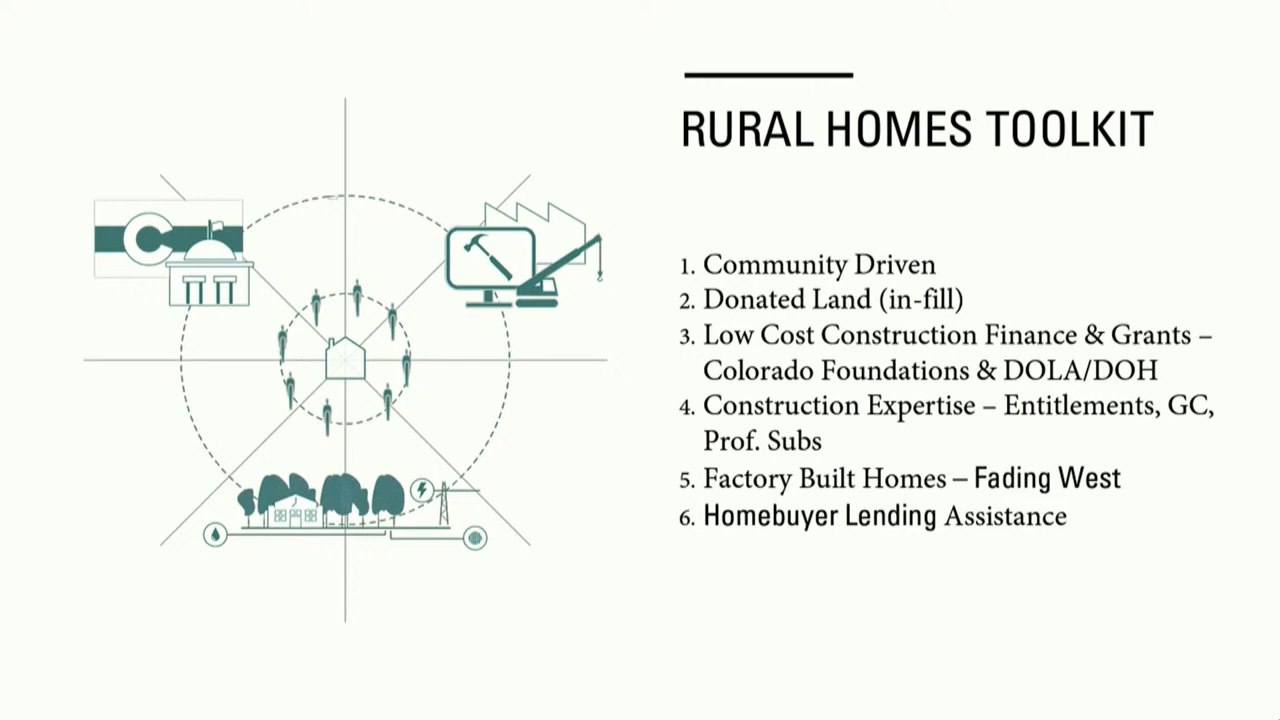 RURAL HOMES TOOLKIT
1. Community Driven
2. Donated Land (in-fill)
3. Low Cost Construction Finance & Grants –
Colorado Foundations & DOLA/DOH
4. Construction Expertise – Entitlements, GC,
Prof. Subs
5. Factory Built Homes – Fading West
6. Homebuyer Lending Assistance